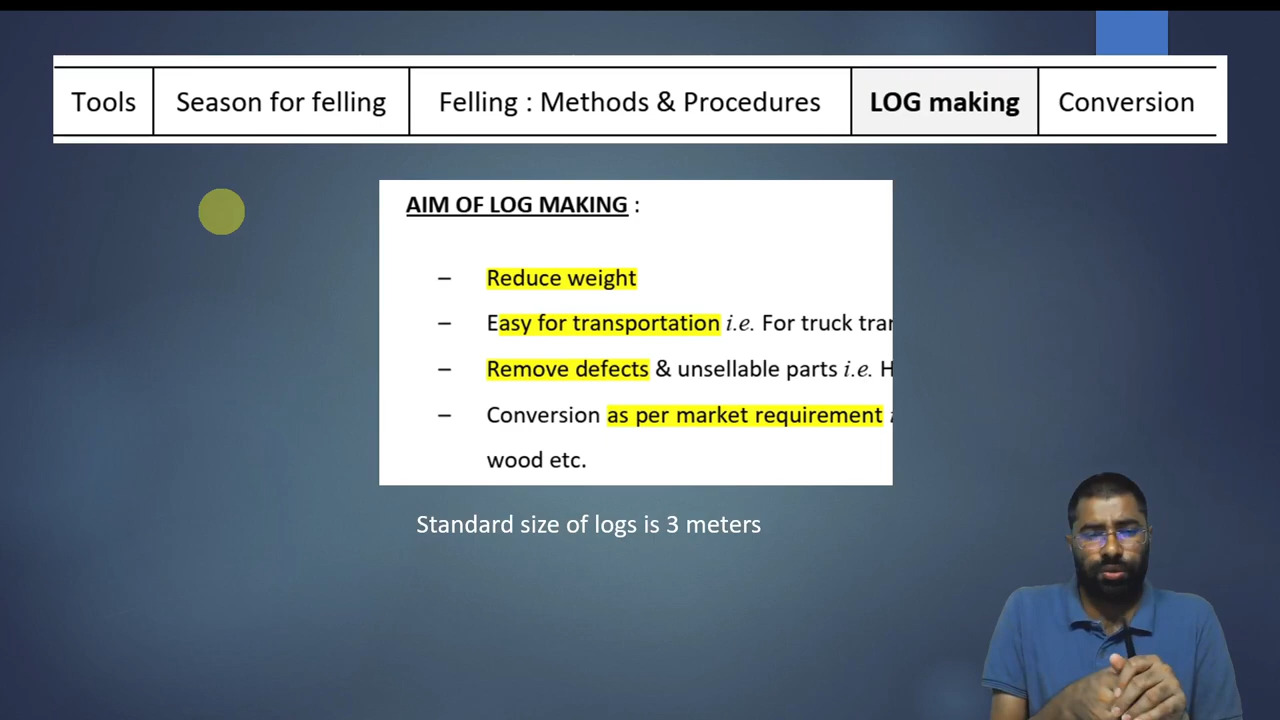 Tools Season for felling Felling : Methods & Procedures LOG making Conversion
AIM OF LOG MAKING :
– Reduce weight
– Easy for transportation i.e. For truck
– Remove defects & unsellable parts i.e.
– Conversion as per market requirement
wood etc.
Standard size of logs is 3 meters